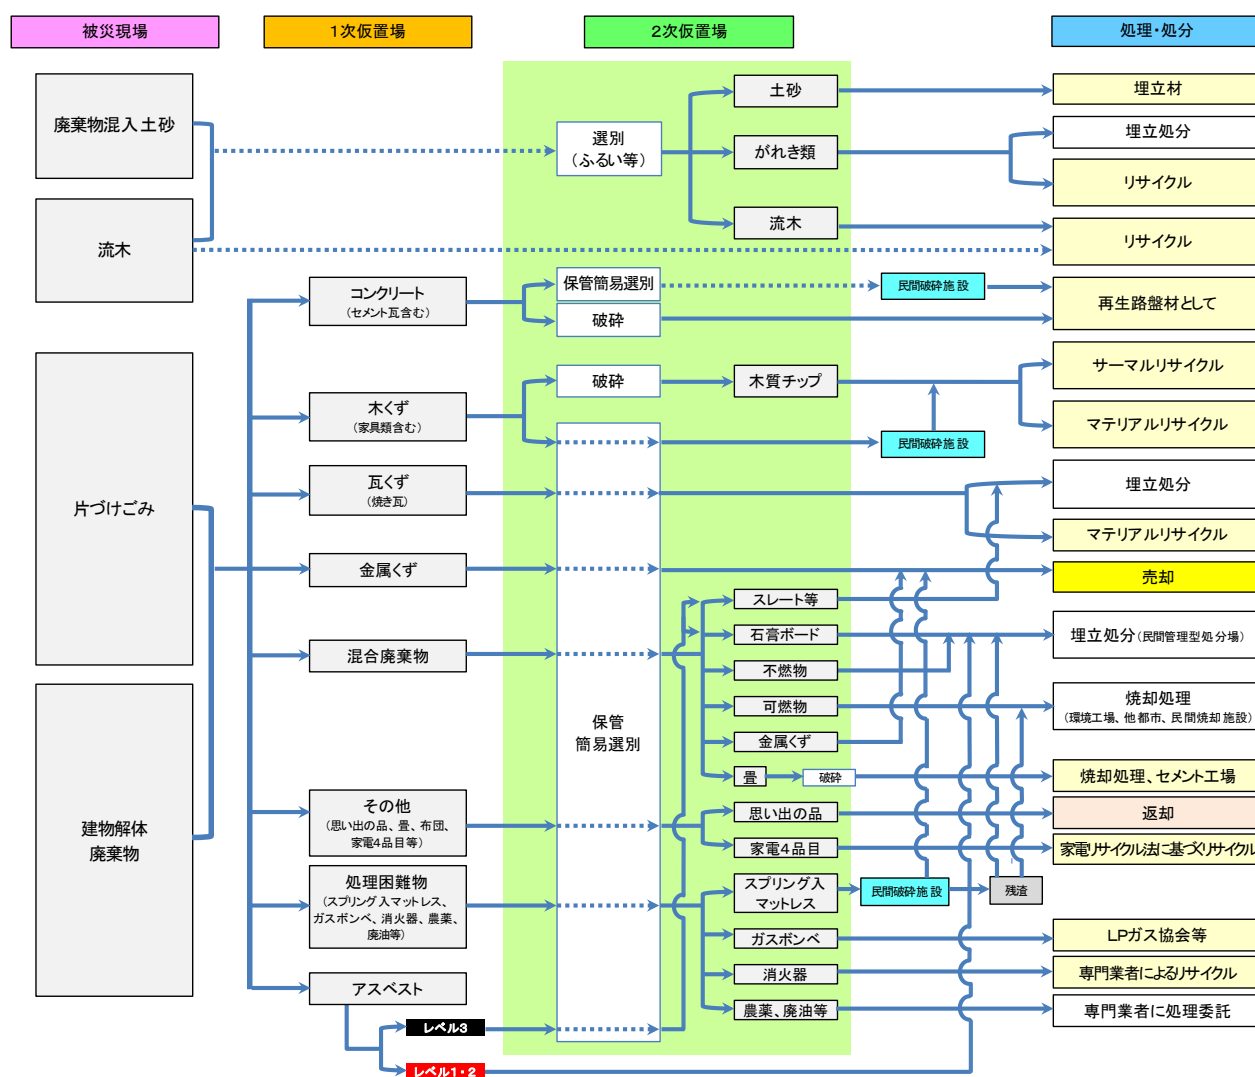 被災現場
1次仮置場
2次仮置場
処理・処分
廃棄物混入土砂
流木
片づけごみ
建物解体
廃棄物
コンクリート
（セメント瓦含む）
木くず
（家具類含む）
瓦くず
（焼き瓦）
金属くず
混合廃棄物
その他
（思い出の品、畳、布団、
家電4品目等）
処理困難物
（スプリング入マットレス、
ガスボンベ、消火器、農薬、
廃油等）
アスベスト
レベル3
レベル1・2
選別
（ふるい等）
保管簡易選別
破砕
破砕
保管
簡易選別
土砂
がれき類
流木
木質チップ
スレート等
石膏ボード
不燃物
可燃物
金属くず
畳
破砕
思い出の品
家電4品目
スプリング入
マットレス
ガスボンベ
消火器
農薬、廃油等
民間破砕施設
民間破砕施設
民間破砕施設
残渣
埋立材
埋立処分
リサイクル
リサイクル
再生路盤材として
サーマルリサイクル
マテリアルリサイクル
埋立処分
マテリアルリサイクル
売却
埋立処分（民間管理型処分場）
焼却処理
（環境工場、他都市、民間焼却施設）
焼却処理、セメント工場
返却
家電リサイクル法に基づくリサイクル
LPガス協会等
専門業者によるリサイクル
専門業者に処理委託